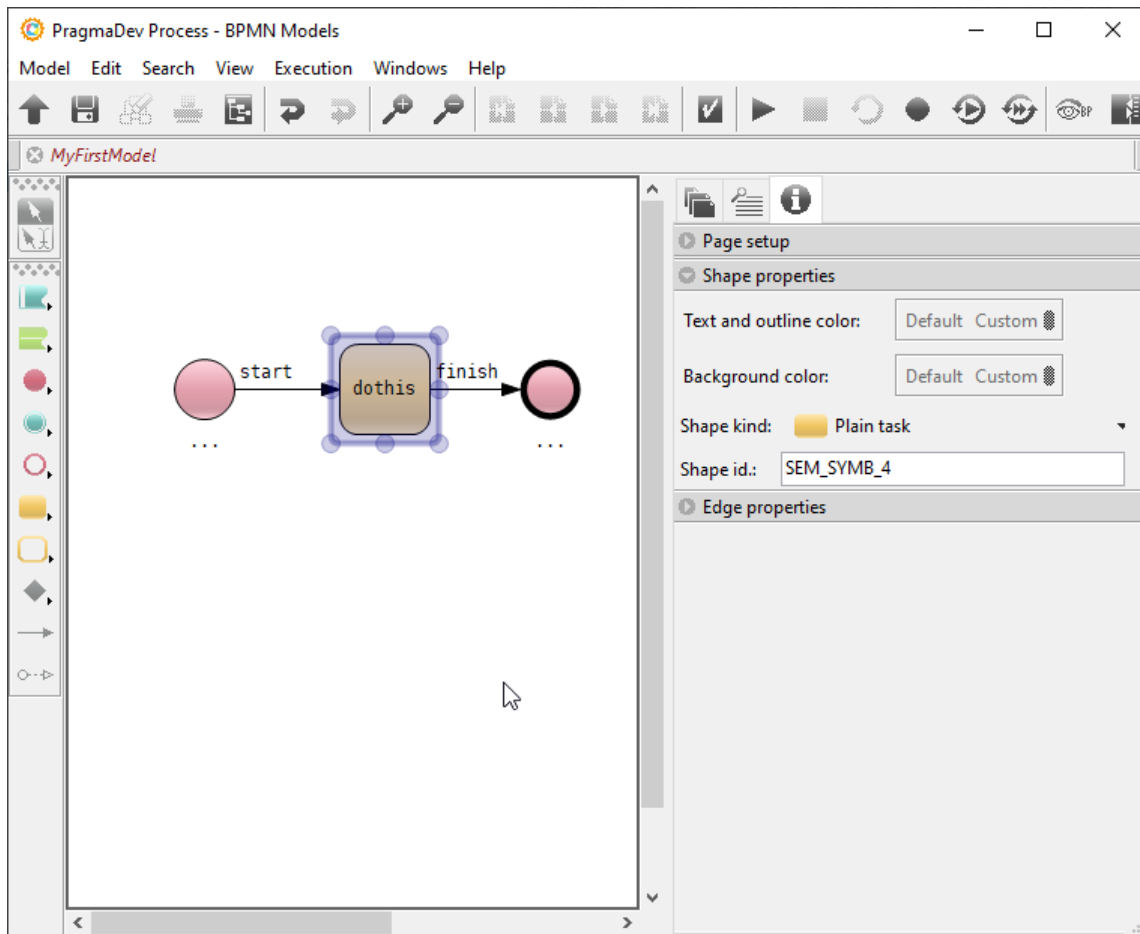 PragmaDev Process - BPMN Models
Model Edit Search View Execution Windows Help
BP
MyFirstModel
Page setup
Shape properties
Text and outline color: Default Custom
Background color: Default Custom
Shape kind: Plain task
Shape id.: SEM_SYMB_4
Edge properties
start dothis finish
... ...